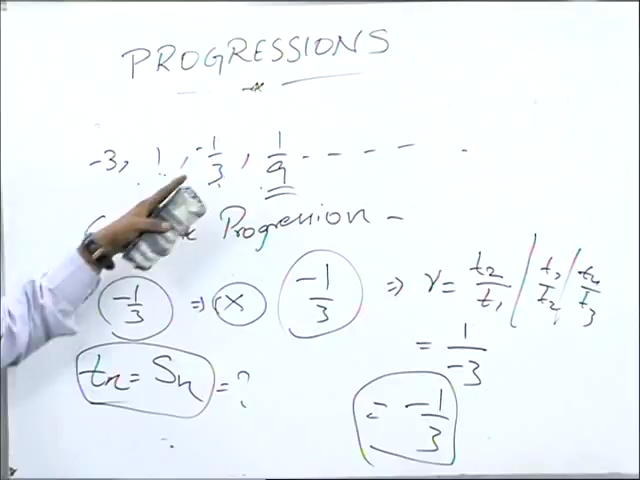 PROGRESSIONS
-3, 1, -1/3, 1/9 - - - - -
Progression -
-1/3 ⇒ × -1/3 ⇒ r = t2/t1 / t3/t2 / t4/t3
= 1/-3
tn = Sn = ?
= -1/3